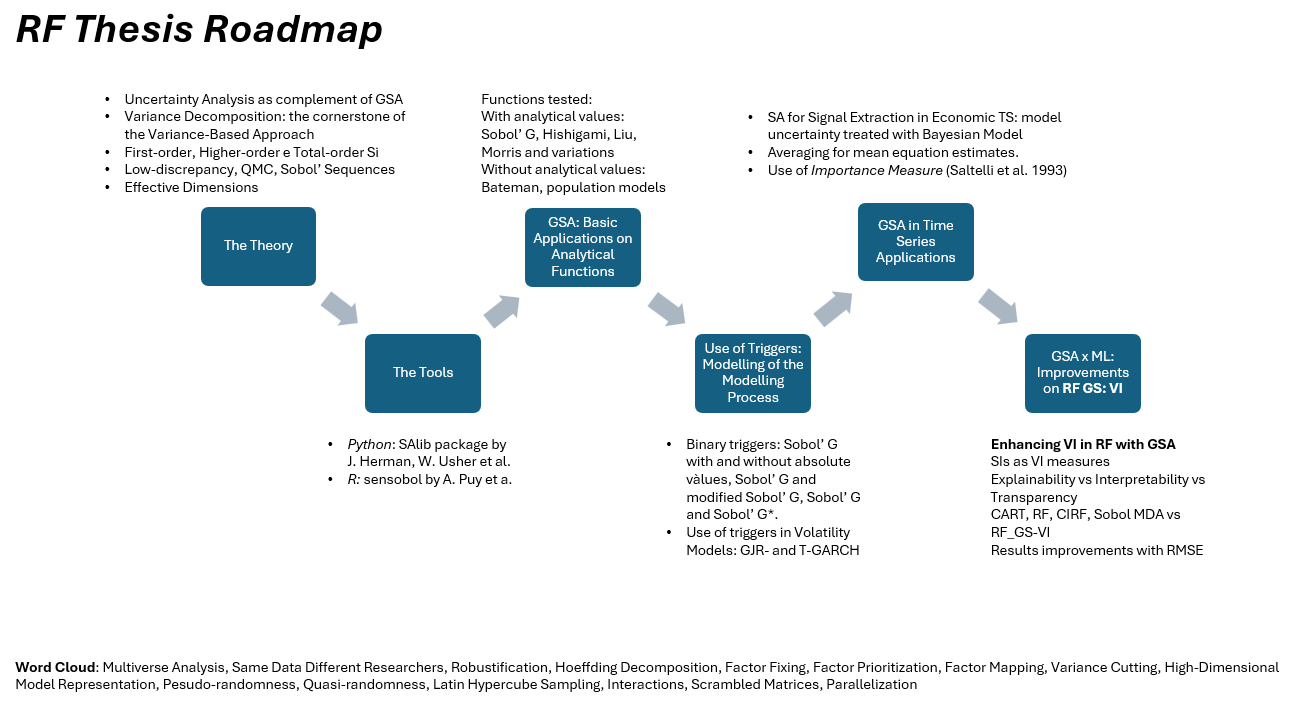 RF Thesis Roadmap
• Uncertainty Analysis as complement of GSA
• Variance Decomposition: the cornerstone of
the Variance-Based Approach
• First-order, Higher-order e Total-order Si
• Low-discrepancy, QMC, Sobol’ Sequences
• Effective Dimensions
Functions tested:
With analytical values:
Sobol’ G, Hishigami, Liu,
Morris and variations
Without analytical values:
Bateman, population models
• SA for Signal Extraction in Economic TS: model
uncertainty treated with Bayesian Model
• Averaging for mean equation estimates.
• Use of Importance Measure (Saltelli et al. 1993)
The Theory
GSA: Basic
Applications on
Analytical
Functions
GSA in Time
Series
Applications
The Tools
Use of Triggers:
Modelling of the
Modelling
Process
GSA x ML:
Improvements
on RF GS: VI
• Python: SAlib package by
J. Herman, W. Usher et al.
• R: sensobol by A. Puy et a.
• Binary triggers: Sobol’ G
with and without absolute
vàlues, Sobol’ G and
modified Sobol’ G, Sobol’ G
and Sobol’ G*.
• Use of triggers in Volatility
Models: GJR- and T-GARCH
Enhancing VI in RF with GSA
SIs as VI measures
Explainability vs Interpretability vs
Transparency
CART, RF, CIRF, Sobol MDA vs
RF_GS-VI
Results improvements with RMSE
Word Cloud: Multiverse Analysis, Same Data Different Researchers, Robustification, Hoeffding Decomposition, Factor Fixing, Factor Prioritization, Factor Mapping, Variance Cutting, High-Dimensional
Model Representation, Pesudo-randomness, Quasi-randomness, Latin Hypercube Sampling, Interactions, Scrambled Matrices, Parallelization